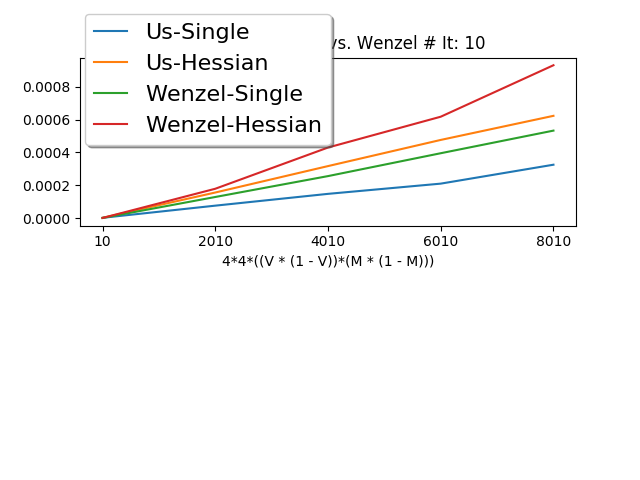 Us-Single
Us-Hessian
Wenzel-Single
Wenzel-Hessian
vs. Wenzel # It: 10
0.0008
0.0006
0.0004
0.0002
0.0000
10 2010 4010 6010 8010
4*4*((V * (1 - V))*(M * (1 - M)))